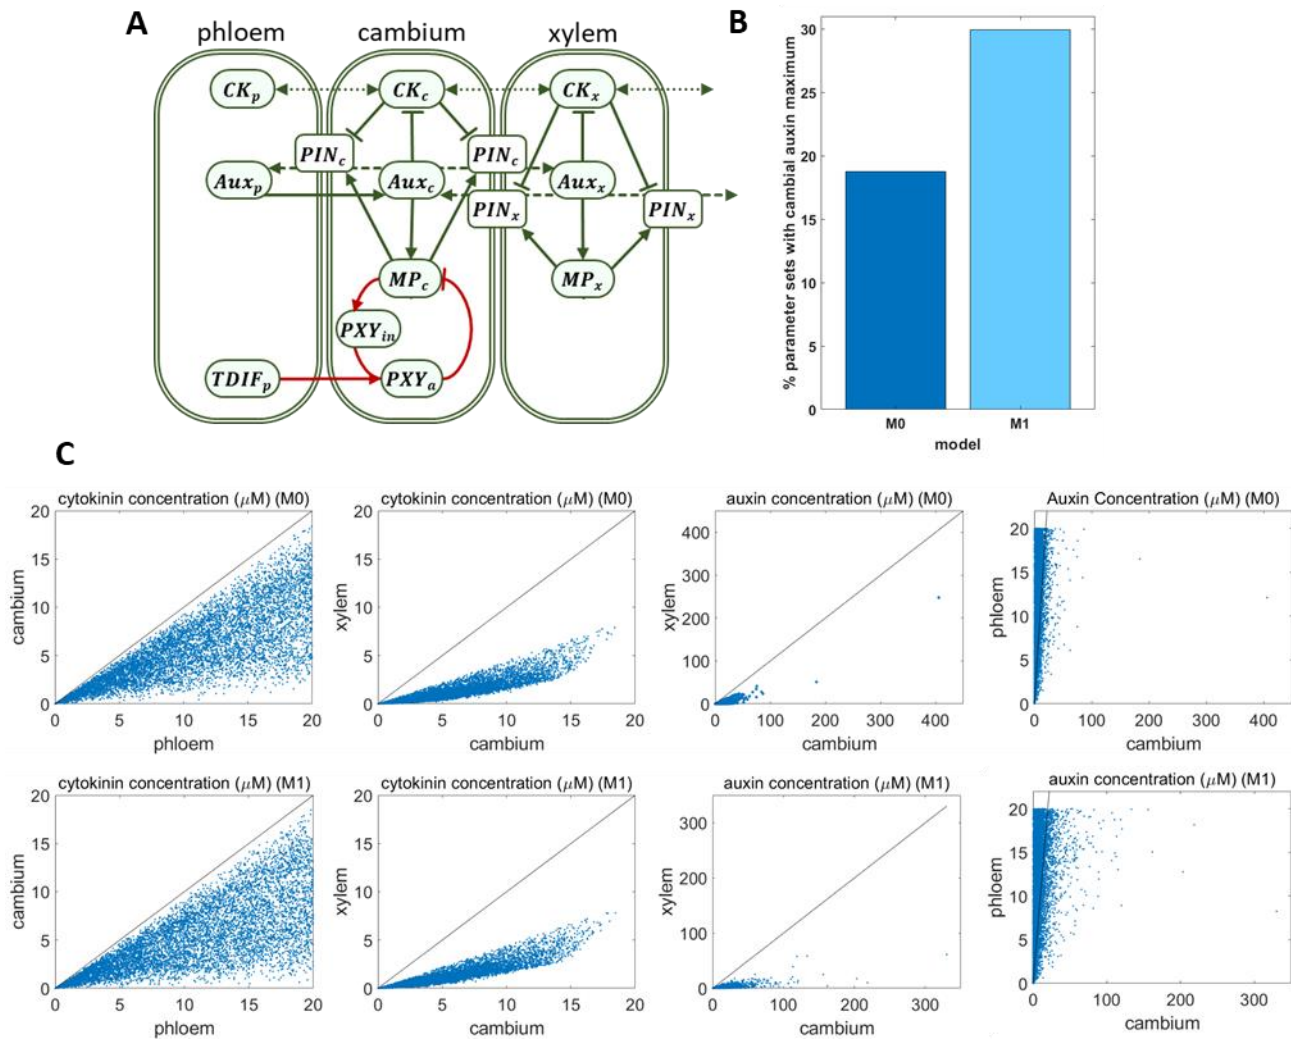 A
phloem
cambium
xylem
CKp
CKc
CKx
PINc
PINc
Auxp
Auxc
Auxx
PINx
PINx
MPc
MPx
PXYin
TDIFp
PXYa
B
% parameter sets with cambial auxin maximum
30
25
20
15
10
5
0
M0
M1
model
C
cytokinin concentration (μM) (M0)
20
15
10
5
0
cambium
0
5
10
15
20
phloem
cytokinin concentration (μM) (M0)
20
15
10
5
0
xylem
0
5
10
15
20
cambium
auxin concentration (μM) (M0)
400
300
200
100
0
xylem
0
100
200
300
400
cambium
Auxin Concentration (μM) (M0)
20
15
10
5
0
phloem
0
100
200
300
400
cambium
cytokinin concentration (μM) (M1)
20
15
10
5
0
cambium
0
5
10
15
20
phloem
cytokinin concentration (μM) (M1)
20
15
10
5
0
xylem
0
5
10
15
20
cambium
auxin concentration (μM) (M1)
300
200
100
0
xylem
0
100
200
300
cambium
auxin concentration (μM) (M1)
20
15
10
5
0
phloem
0
100
200
300
cambium